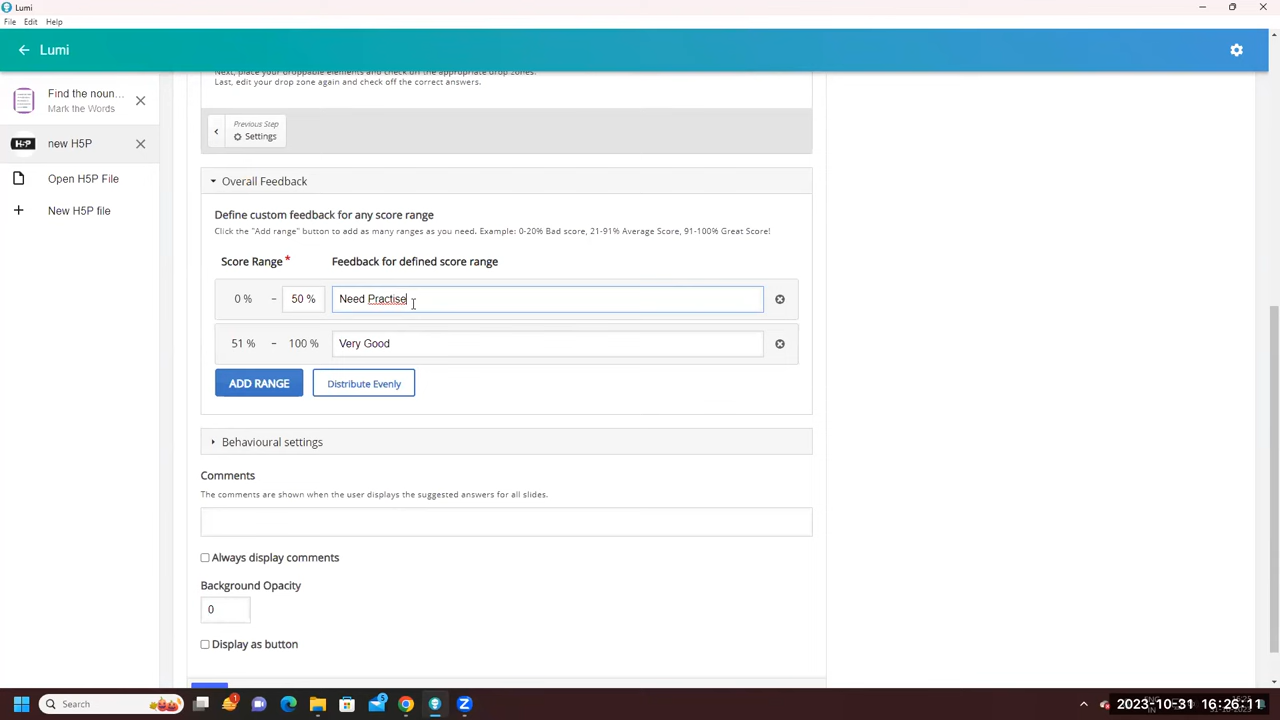 Lumi
File Edit Help
Lumi
Find the noun...
Mark the Words
new H5P
Open H5P File
New H5P file
Next, place your droppable elements and check off the appropriate drop zones.
Last, edit your drop zone again and check off the correct answers.
Previous Step
Settings
Overall Feedback
Define custom feedback for any score range
Click the "Add range" button to add as many ranges as you need. Example: 0-20% Bad score, 21-91% Average Score, 91-100% Great Score!
Score Range * Feedback for defined score range
0 % - 50 % Need Practise
51 % - 100 % Very Good
ADD RANGE Distribute Evenly
Behavioural settings
Comments
The comments are shown when the user displays the suggested answers for all slides.
Always display comments
Background Opacity
0
Display as button
Search
2023-10-31 16:26:11